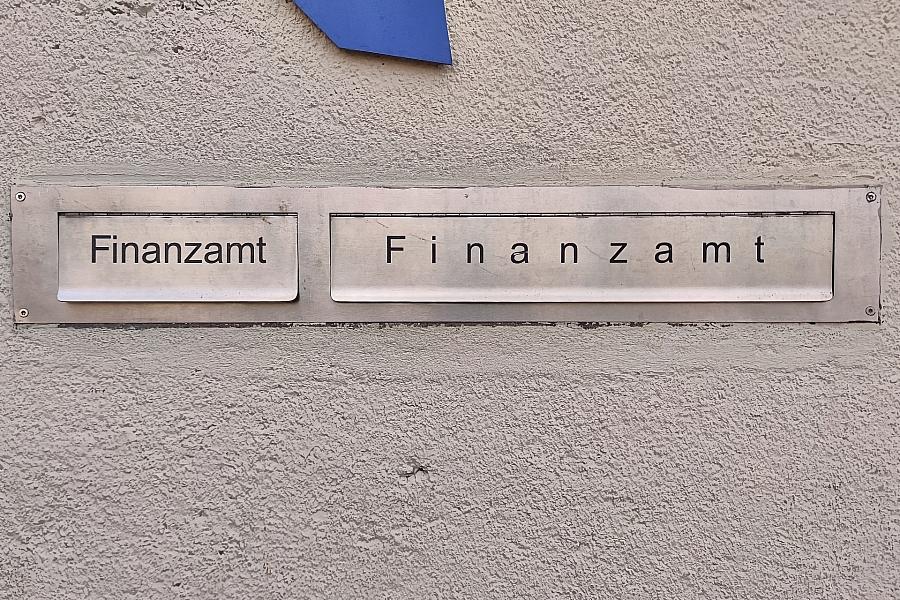 Finanzamt
F i n a n z a m t